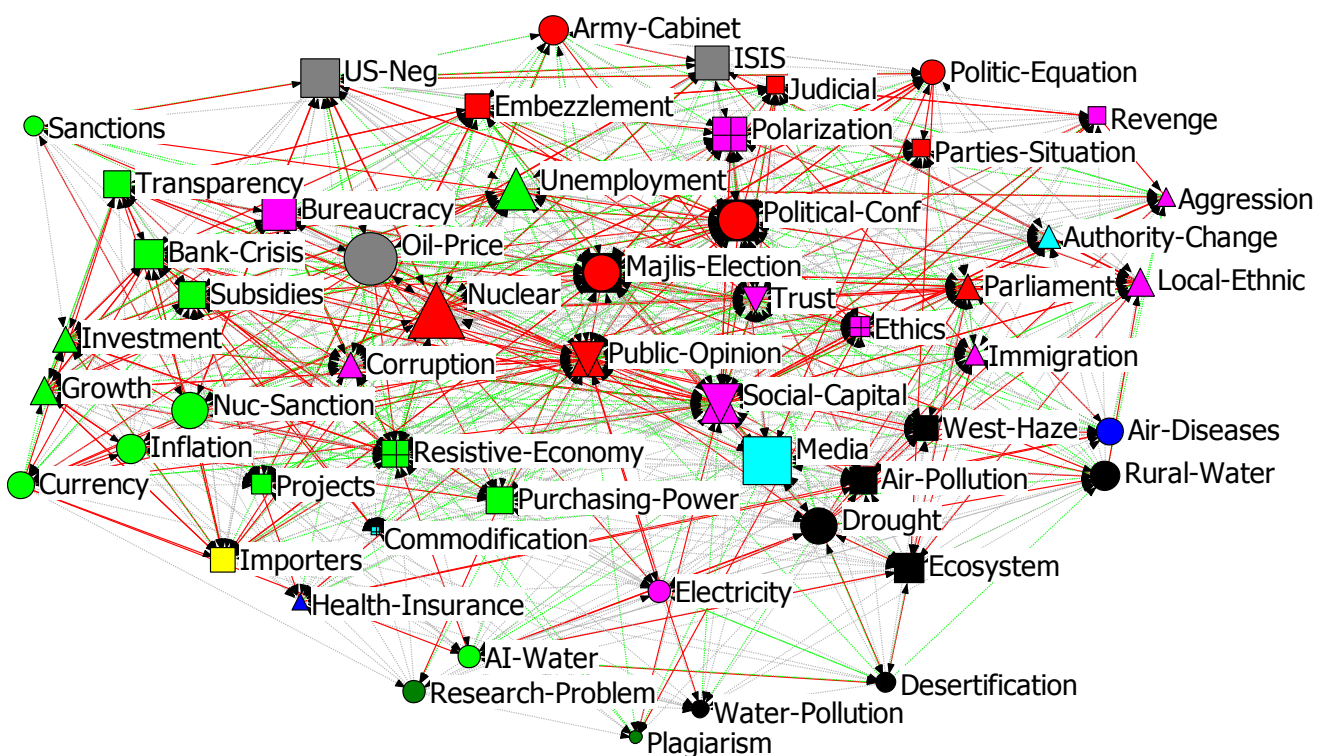 Army-Cabinet
US-Neg
ISIS
Politic-Equation
Judicial
Embezzlement
Revenge
Sanctions
Polarization
Parties-Situation
Transparency
Unemployment
Aggression
Bureaucracy
Political-Conf
Authority-Change
Oil-Price
Bank-Crisis
Majlis-Election
Local-Ethnic
Subsidies
Nuclear
Trust
Parliament
Investment
Ethics
Public-Opinion
Immigration
Corruption
Growth
Social-Capital
Nuc-Sanction
West-Haze
Air-Diseases
Inflation
Media
Resistive-Economy
Rural-Water
Air-Pollution
Currency
Projects
Purchasing-Power
Drought
Commodification
Importers
Ecosystem
Electricity
Health-Insurance
AI-Water
Desertification
Research-Problem
Water-Pollution
Plagiarism